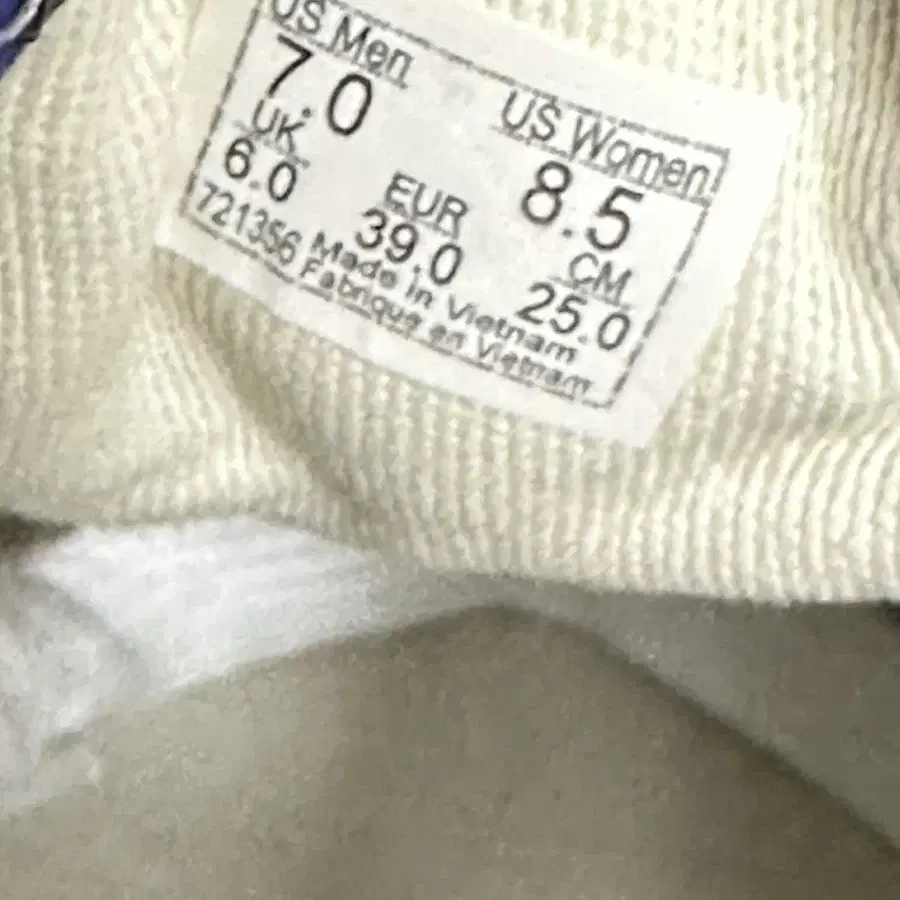 US Men
7.0
US Women
8.5
UK
6.0
EUR
39.0
CM
25.0
721356 Made in Vietnam
Fabrique en Vietnam